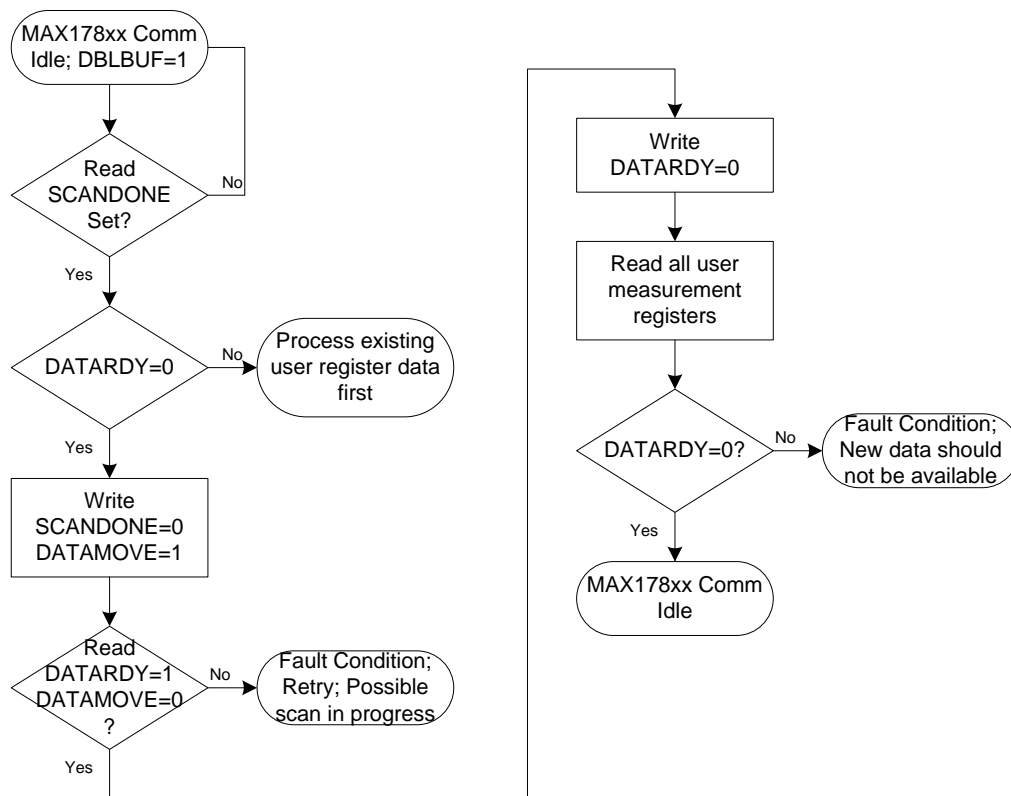 MAX178xx Comm
Idle; DBLBUF=1
Read
SCANDONE
Set?
No
Yes
DATARDY=0
No
Process existing
user register data
first
Yes
Write
SCANDONE=0
DATAMOVE=1
Read
DATARDY=1
DATAMOVE=0
?
No
Fault Condition;
Retry; Possible
scan in progress
Yes
Write
DATARDY=0
Read all user
measurement
registers
DATARDY=0?
No
Fault Condition;
New data should
not be available
Yes
MAX178xx Comm
Idle